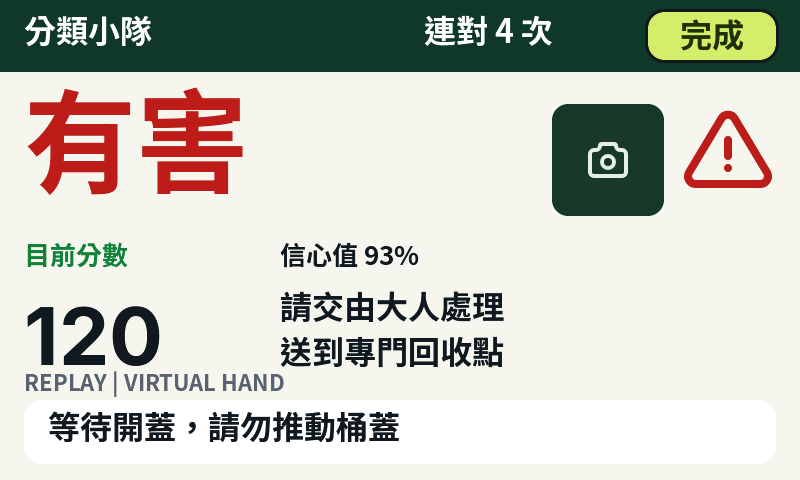 分類小隊
連對 4 次
完成
有害
目前分數
信心值 93%
120
請交由大人處理
送到專門回收點
REPLAY | VIRTUAL HAND
等待開蓋，請勿推動桶蓋